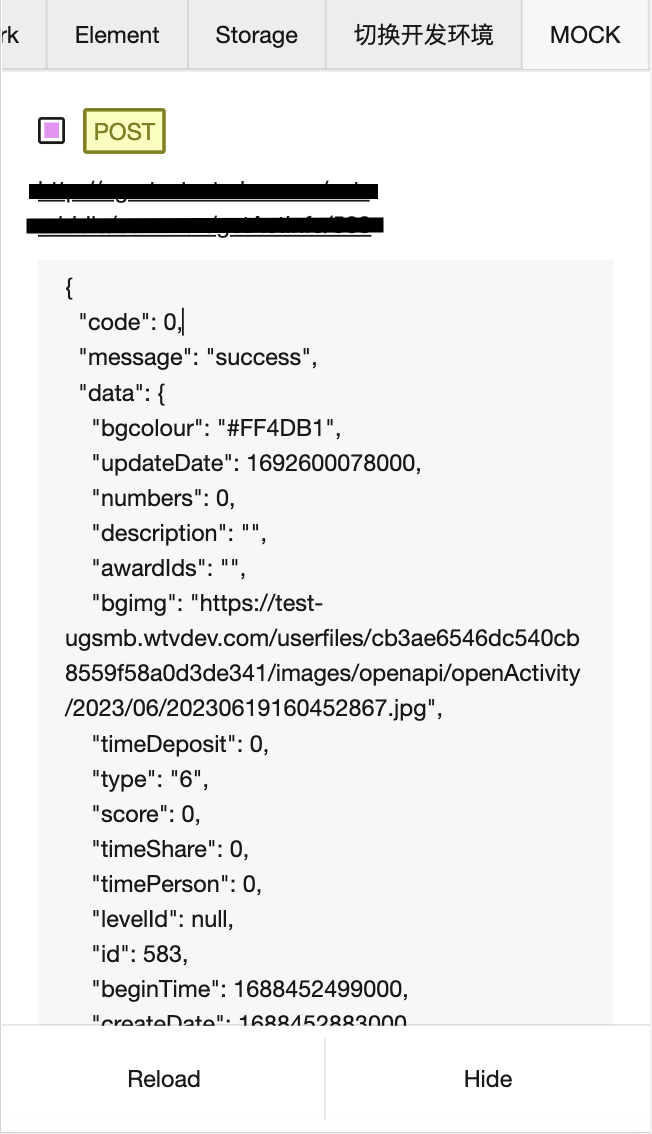 rk
Element
Storage
切换开发环境
MOCK
POST
{
"code": 0,
"message": "success",
"data": {
"bgcolour": "#FF4DB1",
"updateDate": 1692600078000,
"numbers": 0,
"description": "",
"awardIds": "",
"bgimg": "https://test-
ugsmb.wtvdev.com/userfiles/cb3ae6546dc540cb
8559f58a0d3de341/images/openapi/openActivity
/2023/06/20230619160452867.jpg",
"timeDeposit": 0,
"type": "6",
"score": 0,
"timeShare": 0,
"timePerson": 0,
"levelId": null,
"id": 583,
"beginTime": 1688452499000,
"createDate": 1688452883000
Reload
Hide